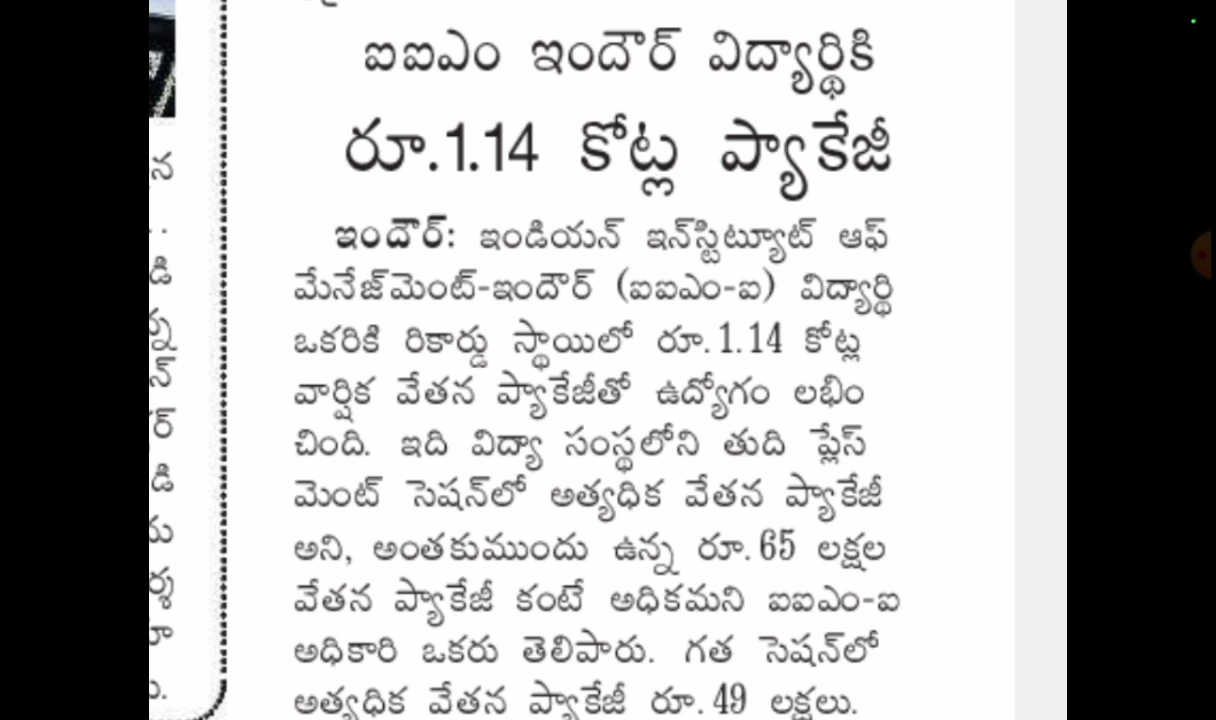 ఐఐఎం ఇందౌర్ విద్యార్థికి
రూ.1.14 కోట్ల ప్యాకేజీ
ఇందౌర్: ఇండియన్ ఇన్‌స్టిట్యూట్ ఆఫ్
మేనేజ్‌మెంట్-ఇందౌర్ (ఐఐఎం-ఐ) విద్యార్థి
ఒకరికి రికార్డు స్థాయిలో రూ.1.14 కోట్ల
వార్షిక వేతన ప్యాకేజీతో ఉద్యోగం లభిం
చింది. ఇది విద్యా సంస్థలోని తుది ప్లేస్
మెంట్ సెషన్‌లో అత్యధిక వేతన ప్యాకేజీ
అని, అంతకుముందు ఉన్న రూ.65 లక్షల
వేతన ప్యాకేజీ కంటే అధికమని ఐఐఎం-ఐ
అధికారి ఒకరు తెలిపారు. గత సెషన్‌లో
అత్యధిక వేతన ప్యాకేజీ రూ.49 లక్షలు.